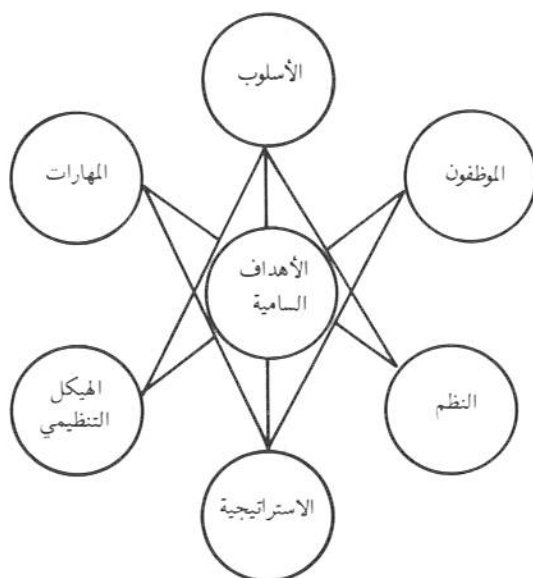 الأسلوب
الموظفون
المهارات
الأهداف
السامية
النظم
الهيكل
التنظيمي
الاستراتيجية